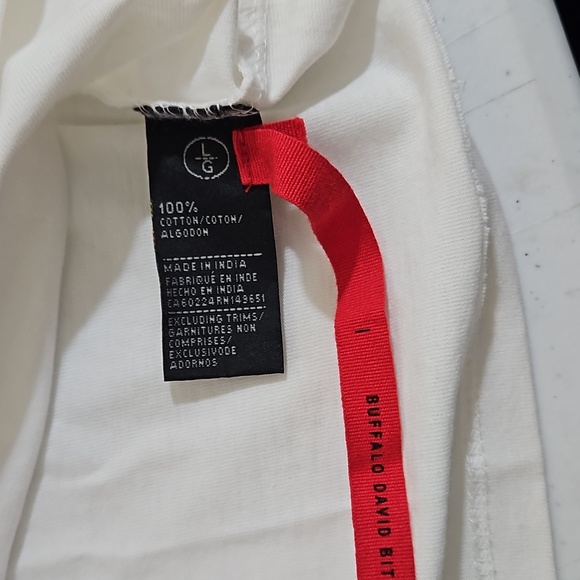 L
G
100%
COTTON/COTON/
ALGODON
MADE IN INDIA
FABRIQUÉ EN INDE
HECHO EN INDIA
CA60224RN149651
EXCLUDING TRIMS/
GARNITURES NON
COMPRISES/
EXCLUSIVODE
ADORNOS
BUFFALO DAVID BIT